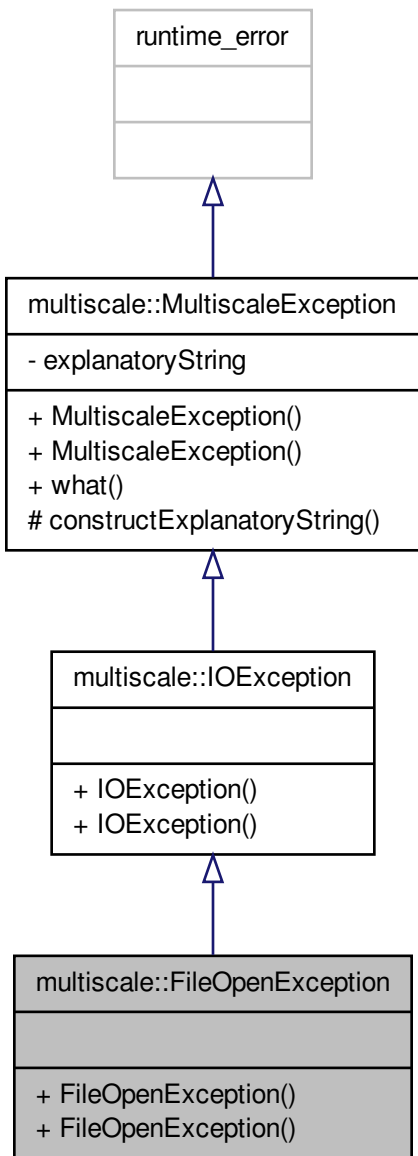 runtime_error
multiscale::MultiscaleException
- explanatoryString
+ MultiscaleException()
+ MultiscaleException()
+ what()
# constructExplanatoryString()
multiscale::IOException
+ IOException()
+ IOException()
multiscale::FileOpenException
+ FileOpenException()
+ FileOpenException()